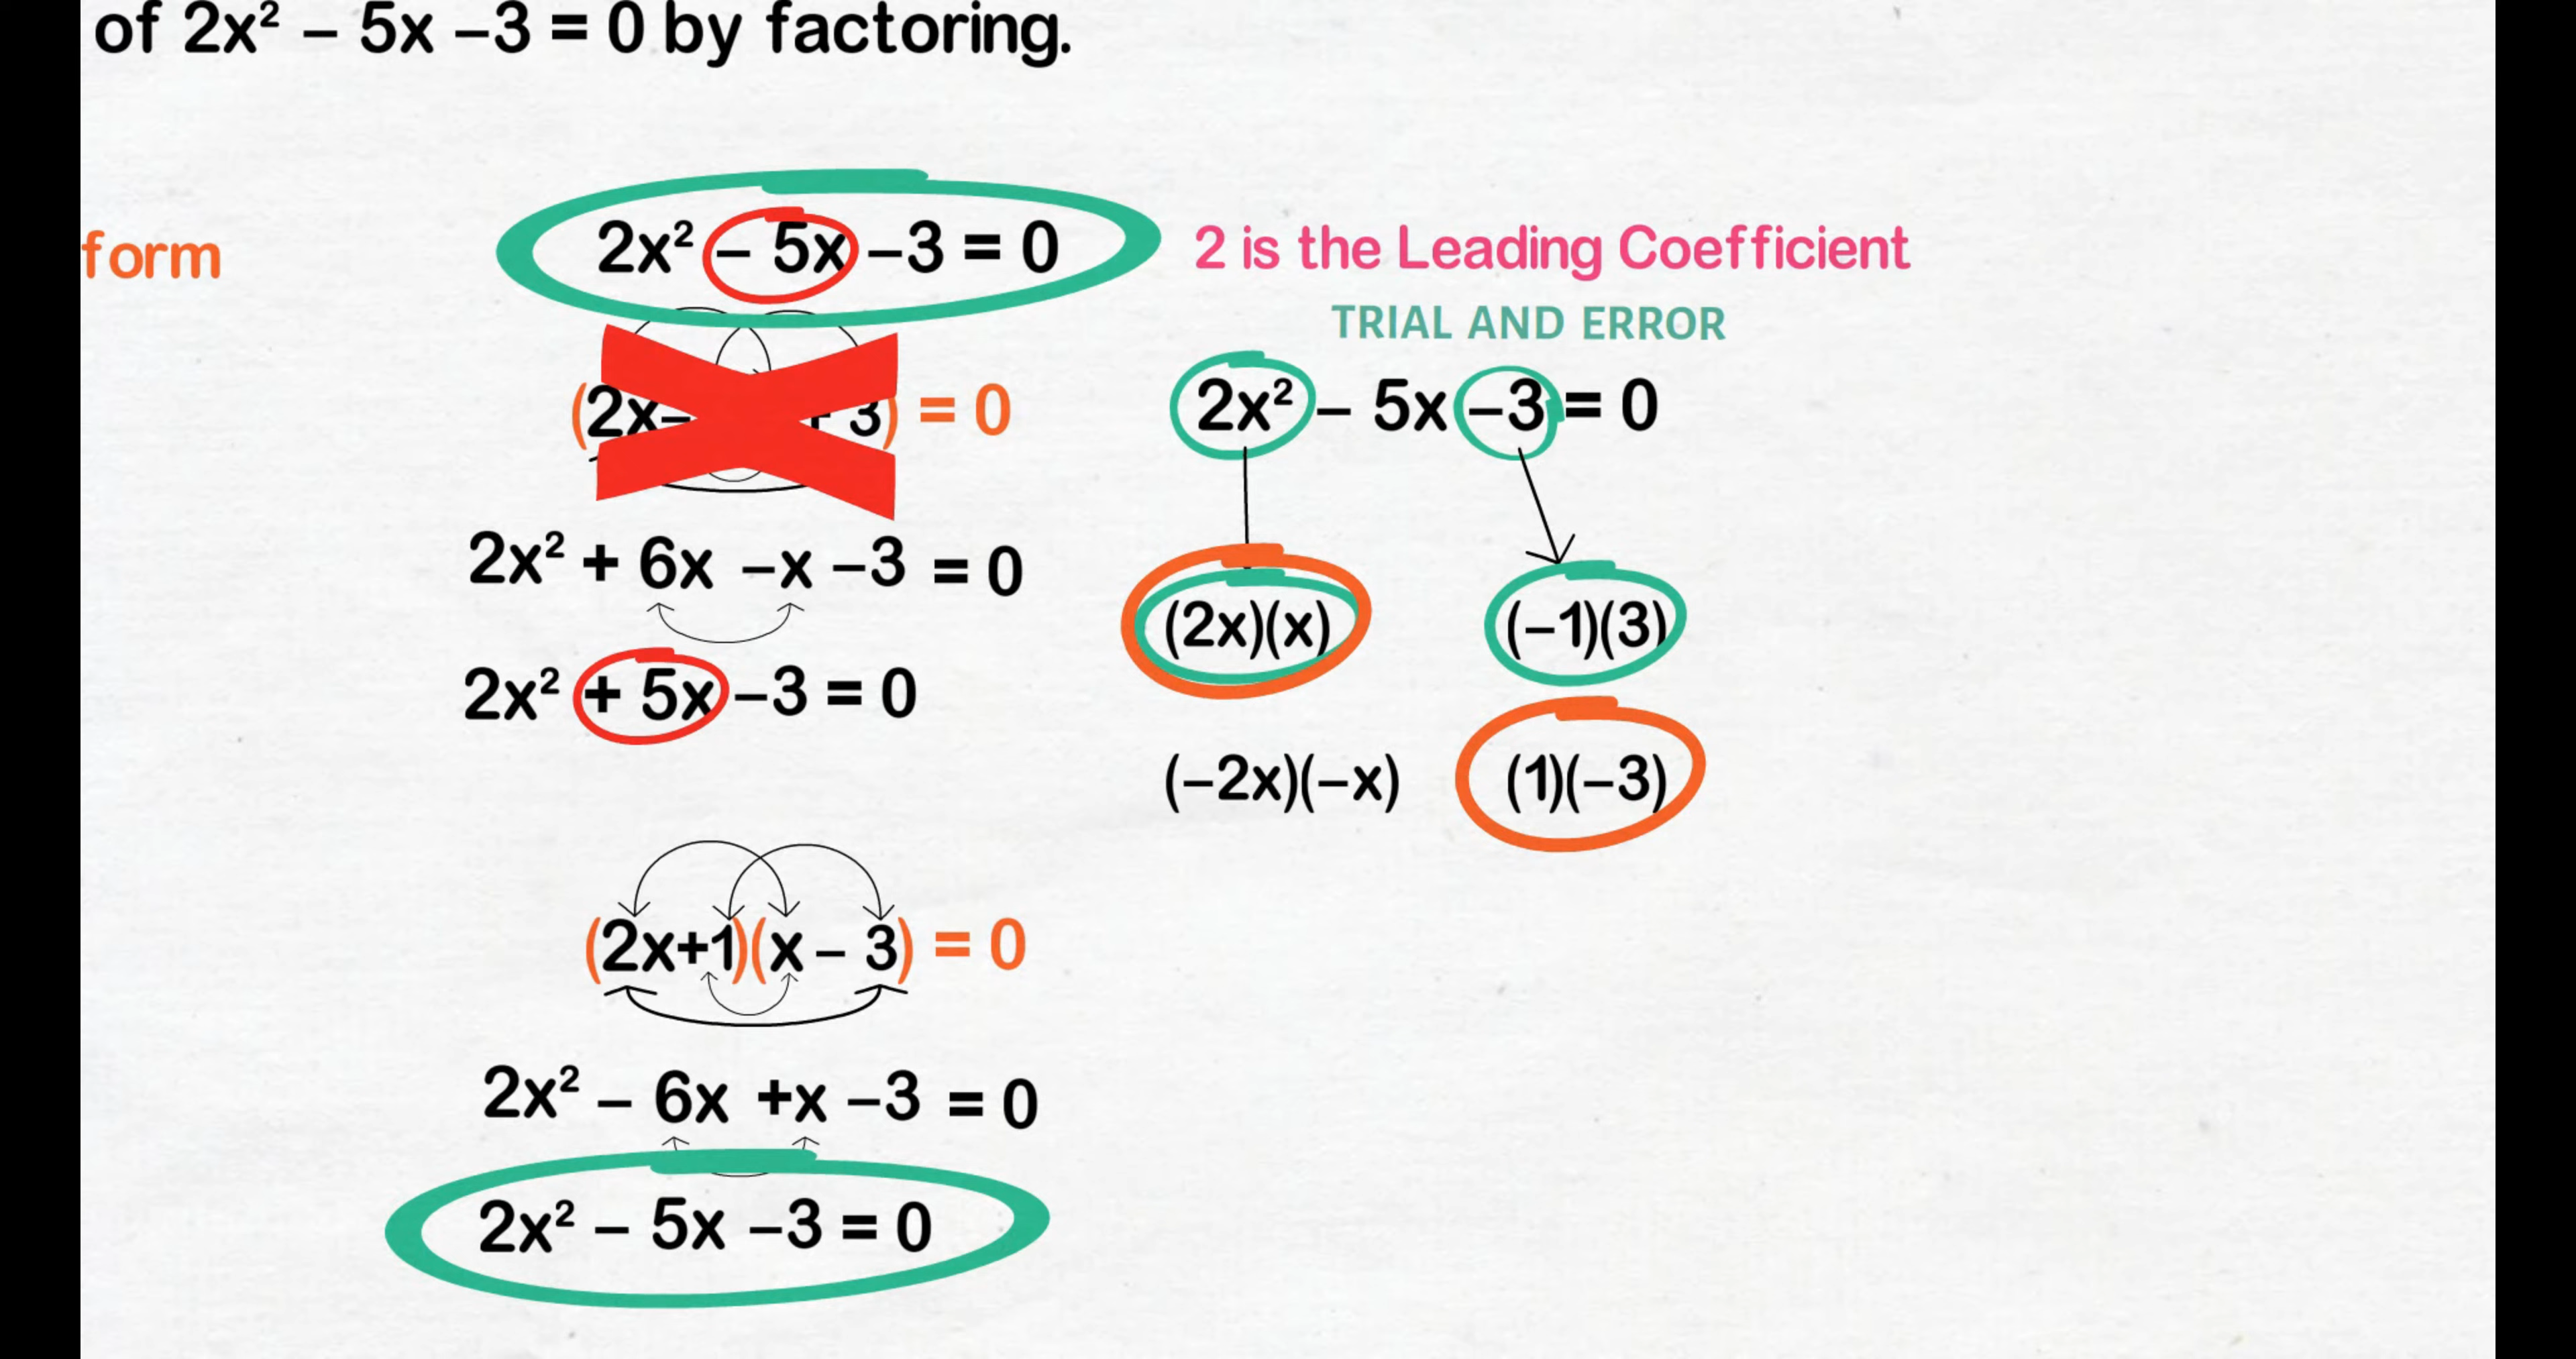 of 2x² – 5x –3 = 0 by factoring.
form
2x² – 5x –3 = 0
2 is the Leading Coefficient
TRIAL AND ERROR
(2x– + 3) = 0
2x² – 5x –3 = 0
2x² + 6x –x –3 = 0
(2x)(x) (–1)(3)
2x² + 5x –3 = 0
(–2x)(–x) (1)(–3)
(2x+1)(x – 3) = 0
2x² – 6x +x –3 = 0
2x² – 5x –3 = 0